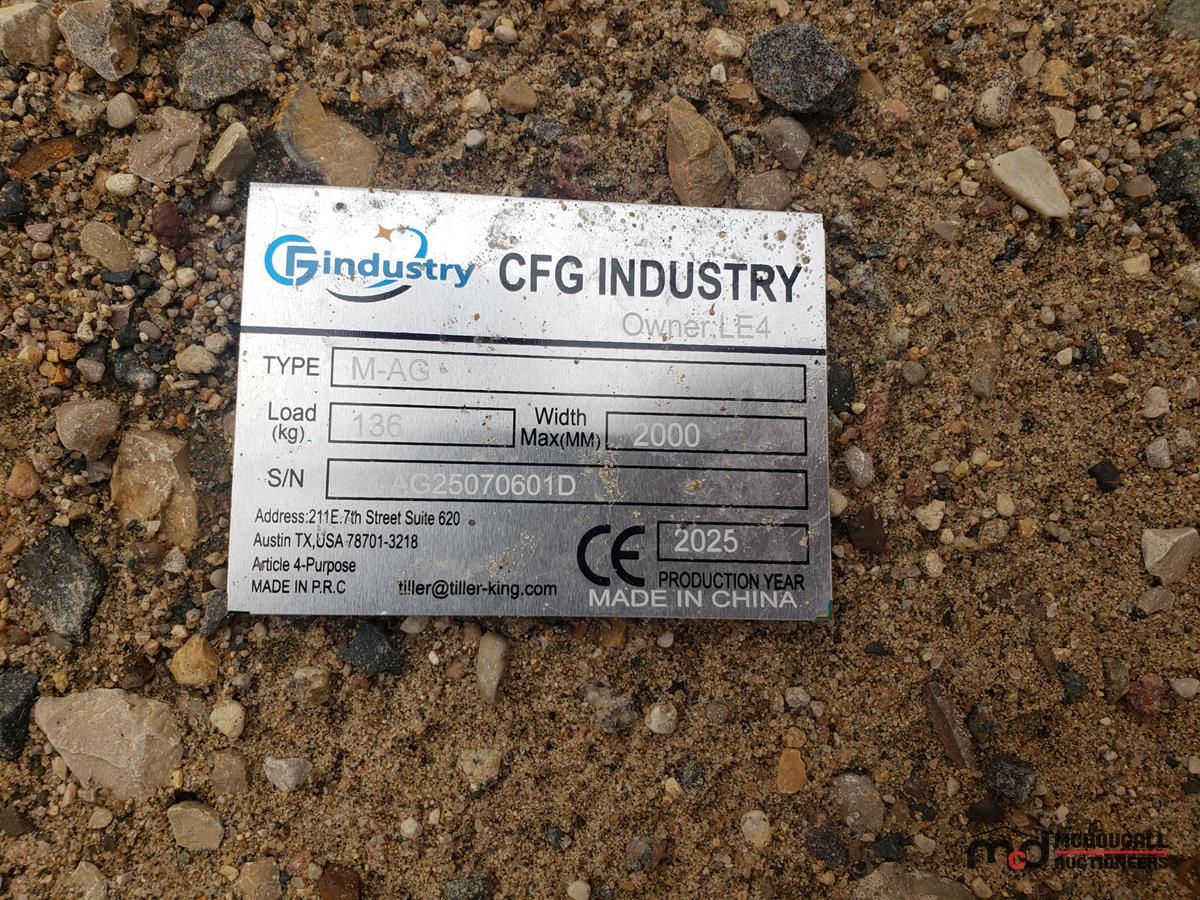 CFindustry CFG INDUSTRY
Owner:LE4
TYPE M-AG
Load (kg) 136 Width Max(MM) 2000
S/N AG25070601D
Address:211E.7th Street Suite 620
Austin TX,USA 78701-3218
Article 4-Purpose
MADE IN P.R.C tiller@tiller-king.com
CE 2025
PRODUCTION YEAR
MADE IN CHINA
mcd MCDOUGALL
AUCTIONEERS